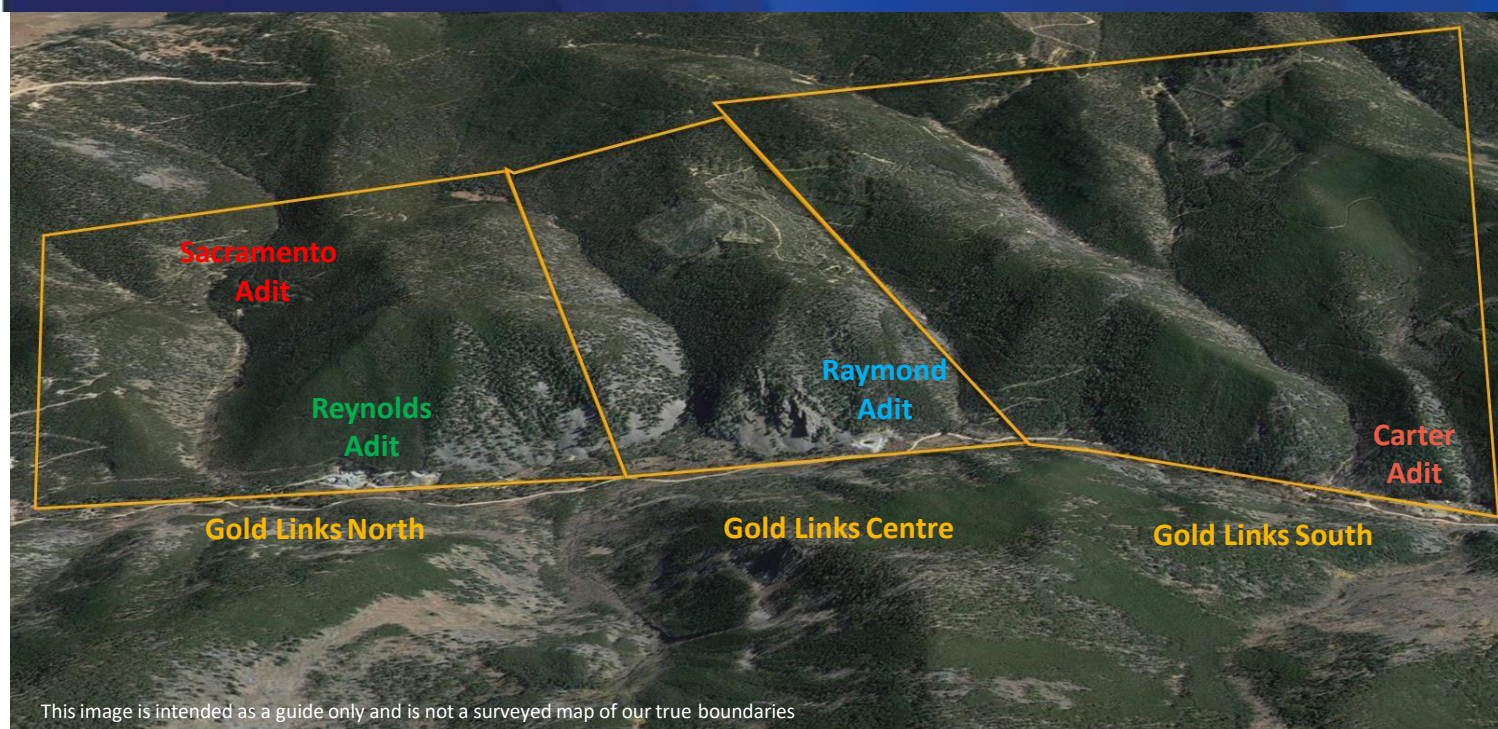 Sacramento
Adit
Reynolds
Adit
Raymond
Adit
Carter
Adit
Gold Links North
Gold Links Centre
Gold Links South
This image is intended as a guide only and is not a surveyed map of our true boundaries